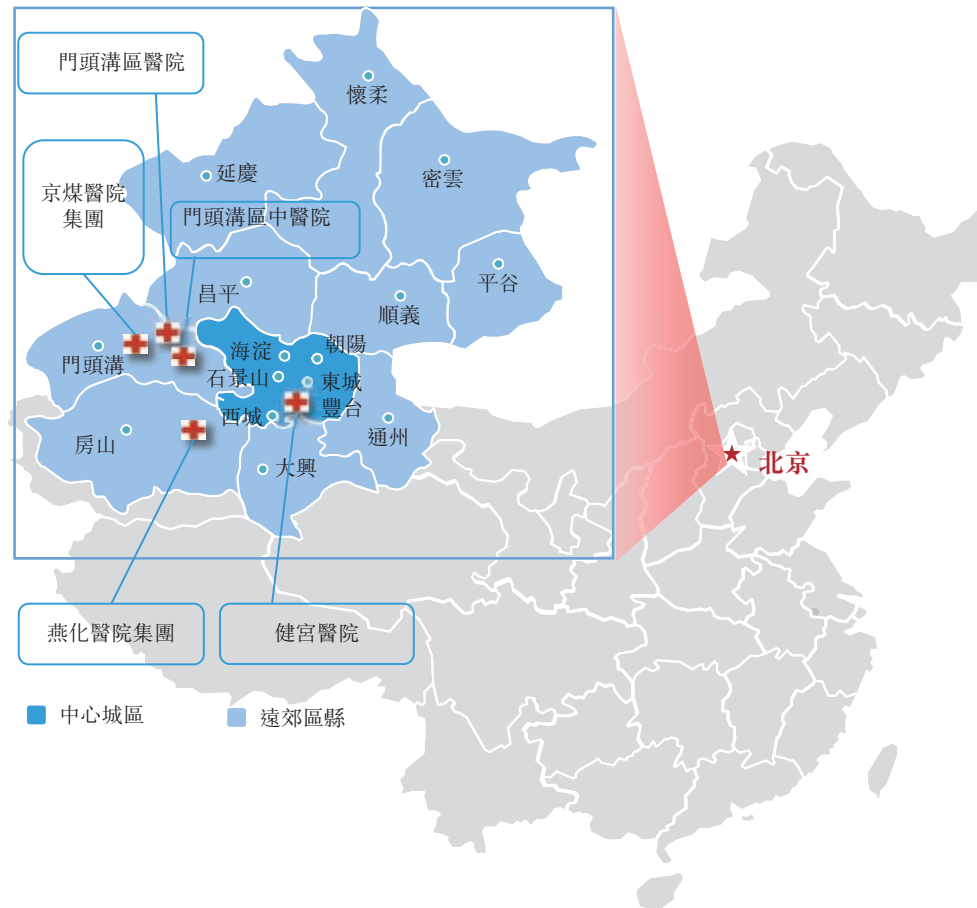 門頭溝區醫院
懷柔
延慶
密雲
京煤醫院
集團
門頭溝區中醫院
平谷
昌平
順義
朝陽
海淀
門頭溝
石景山
東城
豐台
西城
通州
房山
大興
北京
燕化醫院集團
健宮醫院
中心城區
遠郊區縣